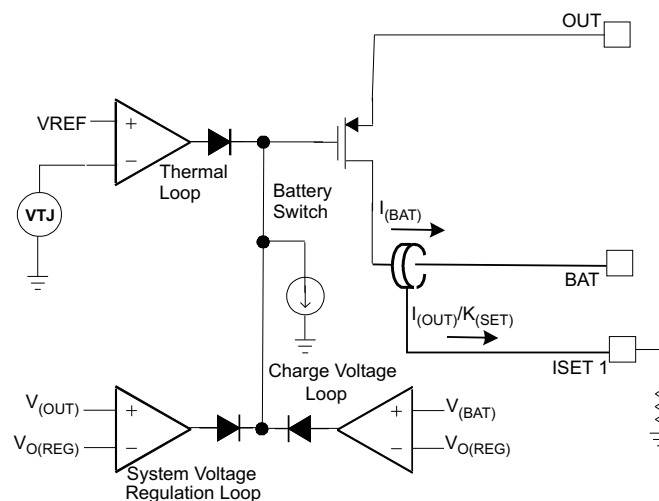 OUT
VREF
+
−
Thermal
Loop
VTJ
Battery
Switch
I(BAT)
BAT
I(OUT)/K(SET)
ISET 1
Charge Voltage
Loop
V(OUT)
+
VO(REG)
−
+
V(BAT)
−
VO(REG)
System Voltage
Regulation Loop